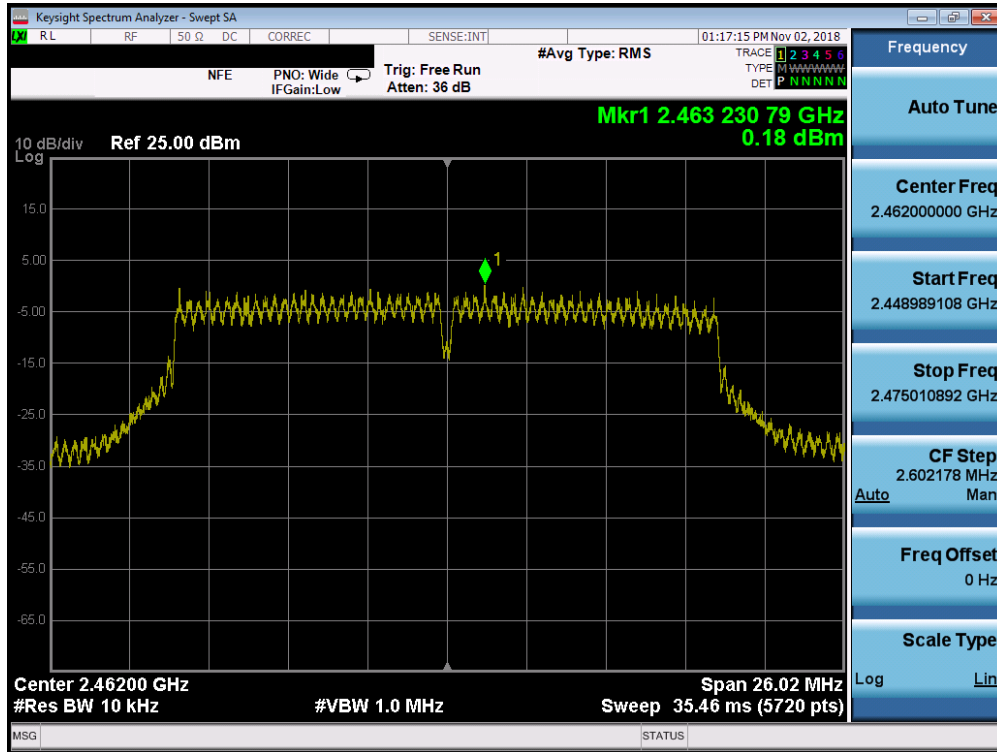 Keysight Spectrum Analyzer - Swept SA
LXI RL RF 50 Ω DC CORREC SENSE:INT 01:17:15 PM Nov 02, 2018
Frequency
#Avg Type: RMS
TRACE 1 2 3 4 5 6
TYPE M W W W W W
DET P N N N N N
NFE
PNO: Wide
IFGain:Low
Trig: Free Run
Atten: 36 dB
Auto Tune
Mkr1 2.463 230 79 GHz
0.18 dBm
10 dB/div
Log
Ref 25.00 dBm
15.0
5.00
-5.00
-15.0
-25.0
-35.0
-45.0
-55.0
-65.0
1
Center Freq
2.462000000 GHz
Start Freq
2.448989108 GHz
Stop Freq
2.475010892 GHz
CF Step
2.602178 MHz
Auto Man
Freq Offset
0 Hz
Scale Type
Log Lin
Center 2.46200 GHz
Span 26.02 MHz
#Res BW 10 kHz
#VBW 1.0 MHz
Sweep 35.46 ms (5720 pts)
MSG
STATUS